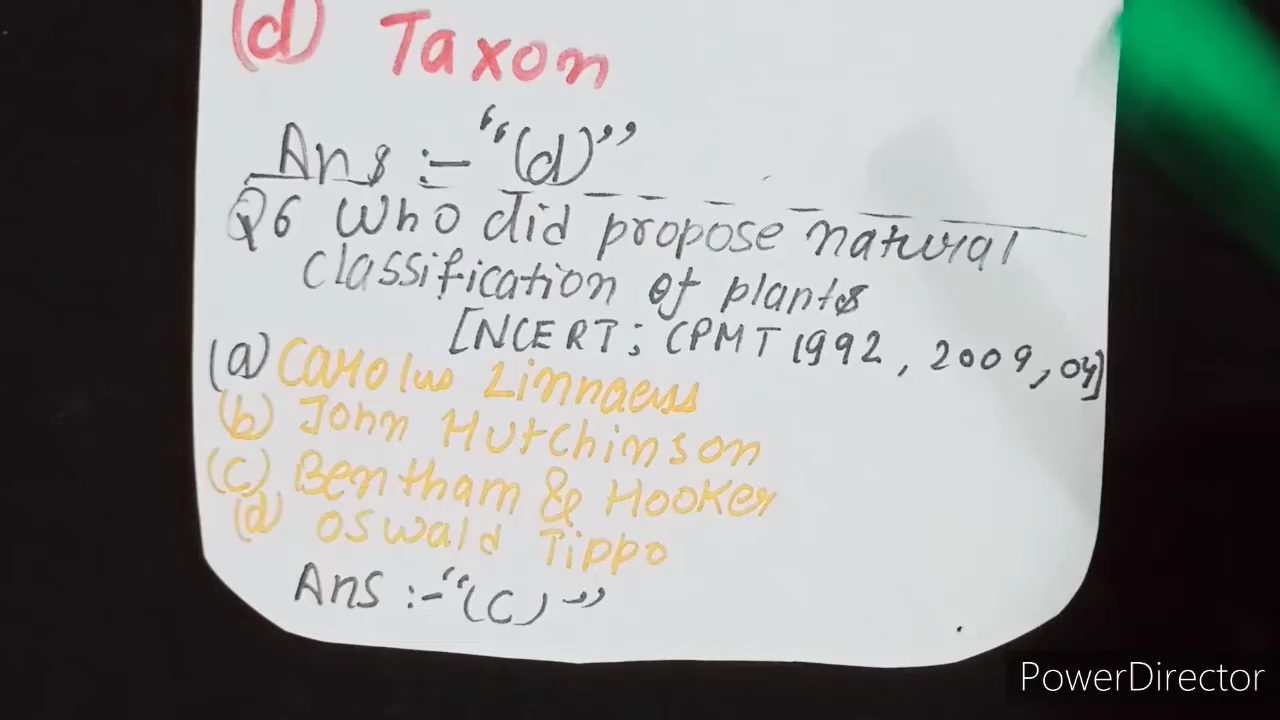 (d) Taxon
Ans :- "(d)"
Q6 Who did propose natural
classification of plants
[NCERT; CPMT 1992, 2009, 04]
(a) Carolus Linnaeus
(b) John Hutchinson
(c) Bentham & Hooker
(d) Oswald Tippo
Ans :- "(C)"
PowerDirector